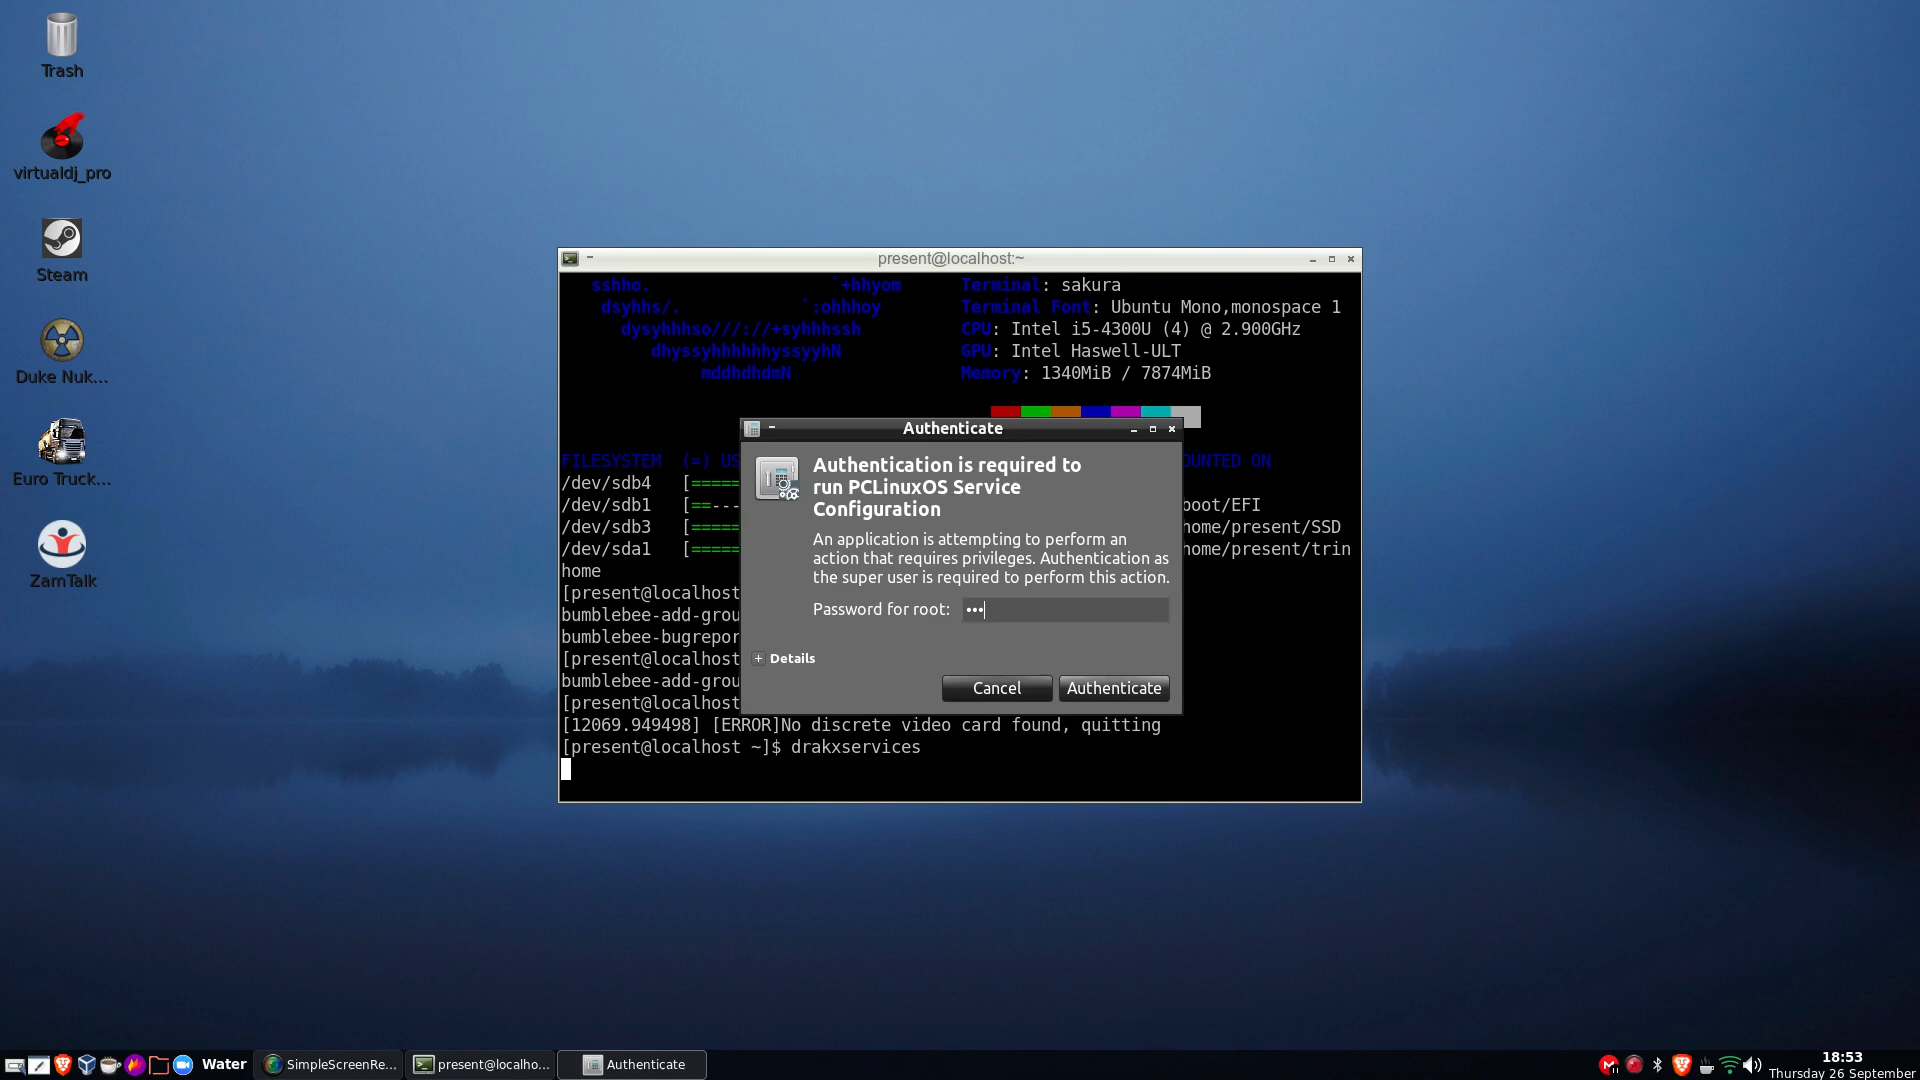 Trash
virtualdj_pro
Steam
Duke Nuk...
Euro Truck...
ZamTalk
present@localhost:~
sshho. `+hhyom Terminal: sakura
dsyhhs/. `:ohhhoy Terminal Font: Ubuntu Mono,monospace 1
dysyhhhso///://+syhhhssh CPU: Intel i5-4300U (4) @ 2.900GHz
dhyssyhhhhhhyssyyhN GPU: Intel Haswell-ULT
mddhdhdmN Memory: 1340MiB / 7874MiB
FILESYSTEM (=) US OUNTED ON
/dev/sdb4 [=====
/dev/sdb1 [==--- boot/EFI
/dev/sdb3 [===== home/present/SSD
/dev/sda1 [===== home/present/trin
home
[present@localhost
bumblebee-add-grou
bumblebee-bugrepor
[present@localhost
bumblebee-add-grou
[present@localhost
[12069.949498] [ERROR]No discrete video card found, quitting
[present@localhost ~]$ drakxservices
Authenticate
Authentication is required to
run PCLinuxOS Service
Configuration
An application is attempting to perform an
action that requires privileges. Authentication as
the super user is required to perform this action.
Password for root: •••
+ Details
Cancel Authenticate
Water SimpleScreenRe... present@localho... Authenticate
18:53
Thursday 26 September